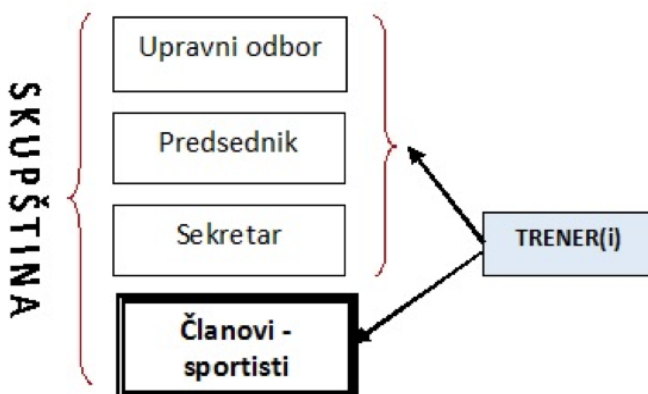 SKUPŠTINA
Upravni odbor
Predsednik
Sekretar
Članovi -
sportisti
TRENER(i)